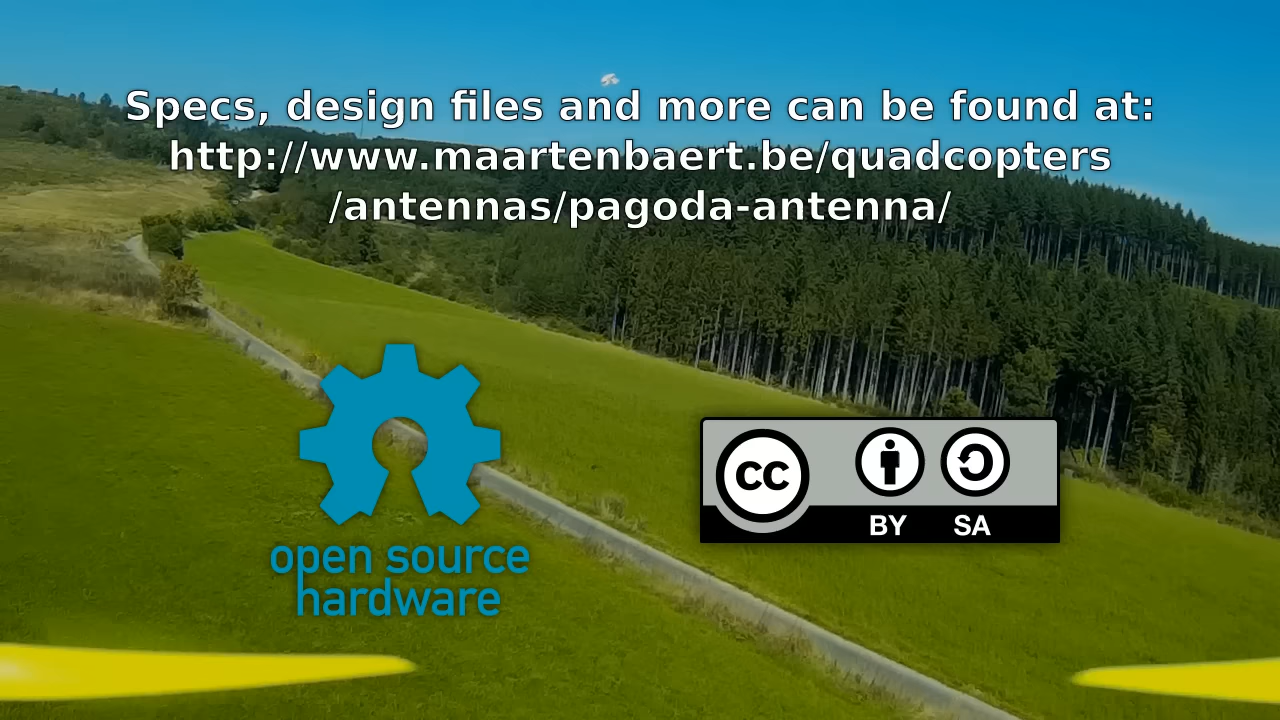 Specs, design files and more can be found at:
http://www.maartenbaert.be/quadcopters
/antennas/pagoda-antenna/
open source
hardware
cc
BY SA